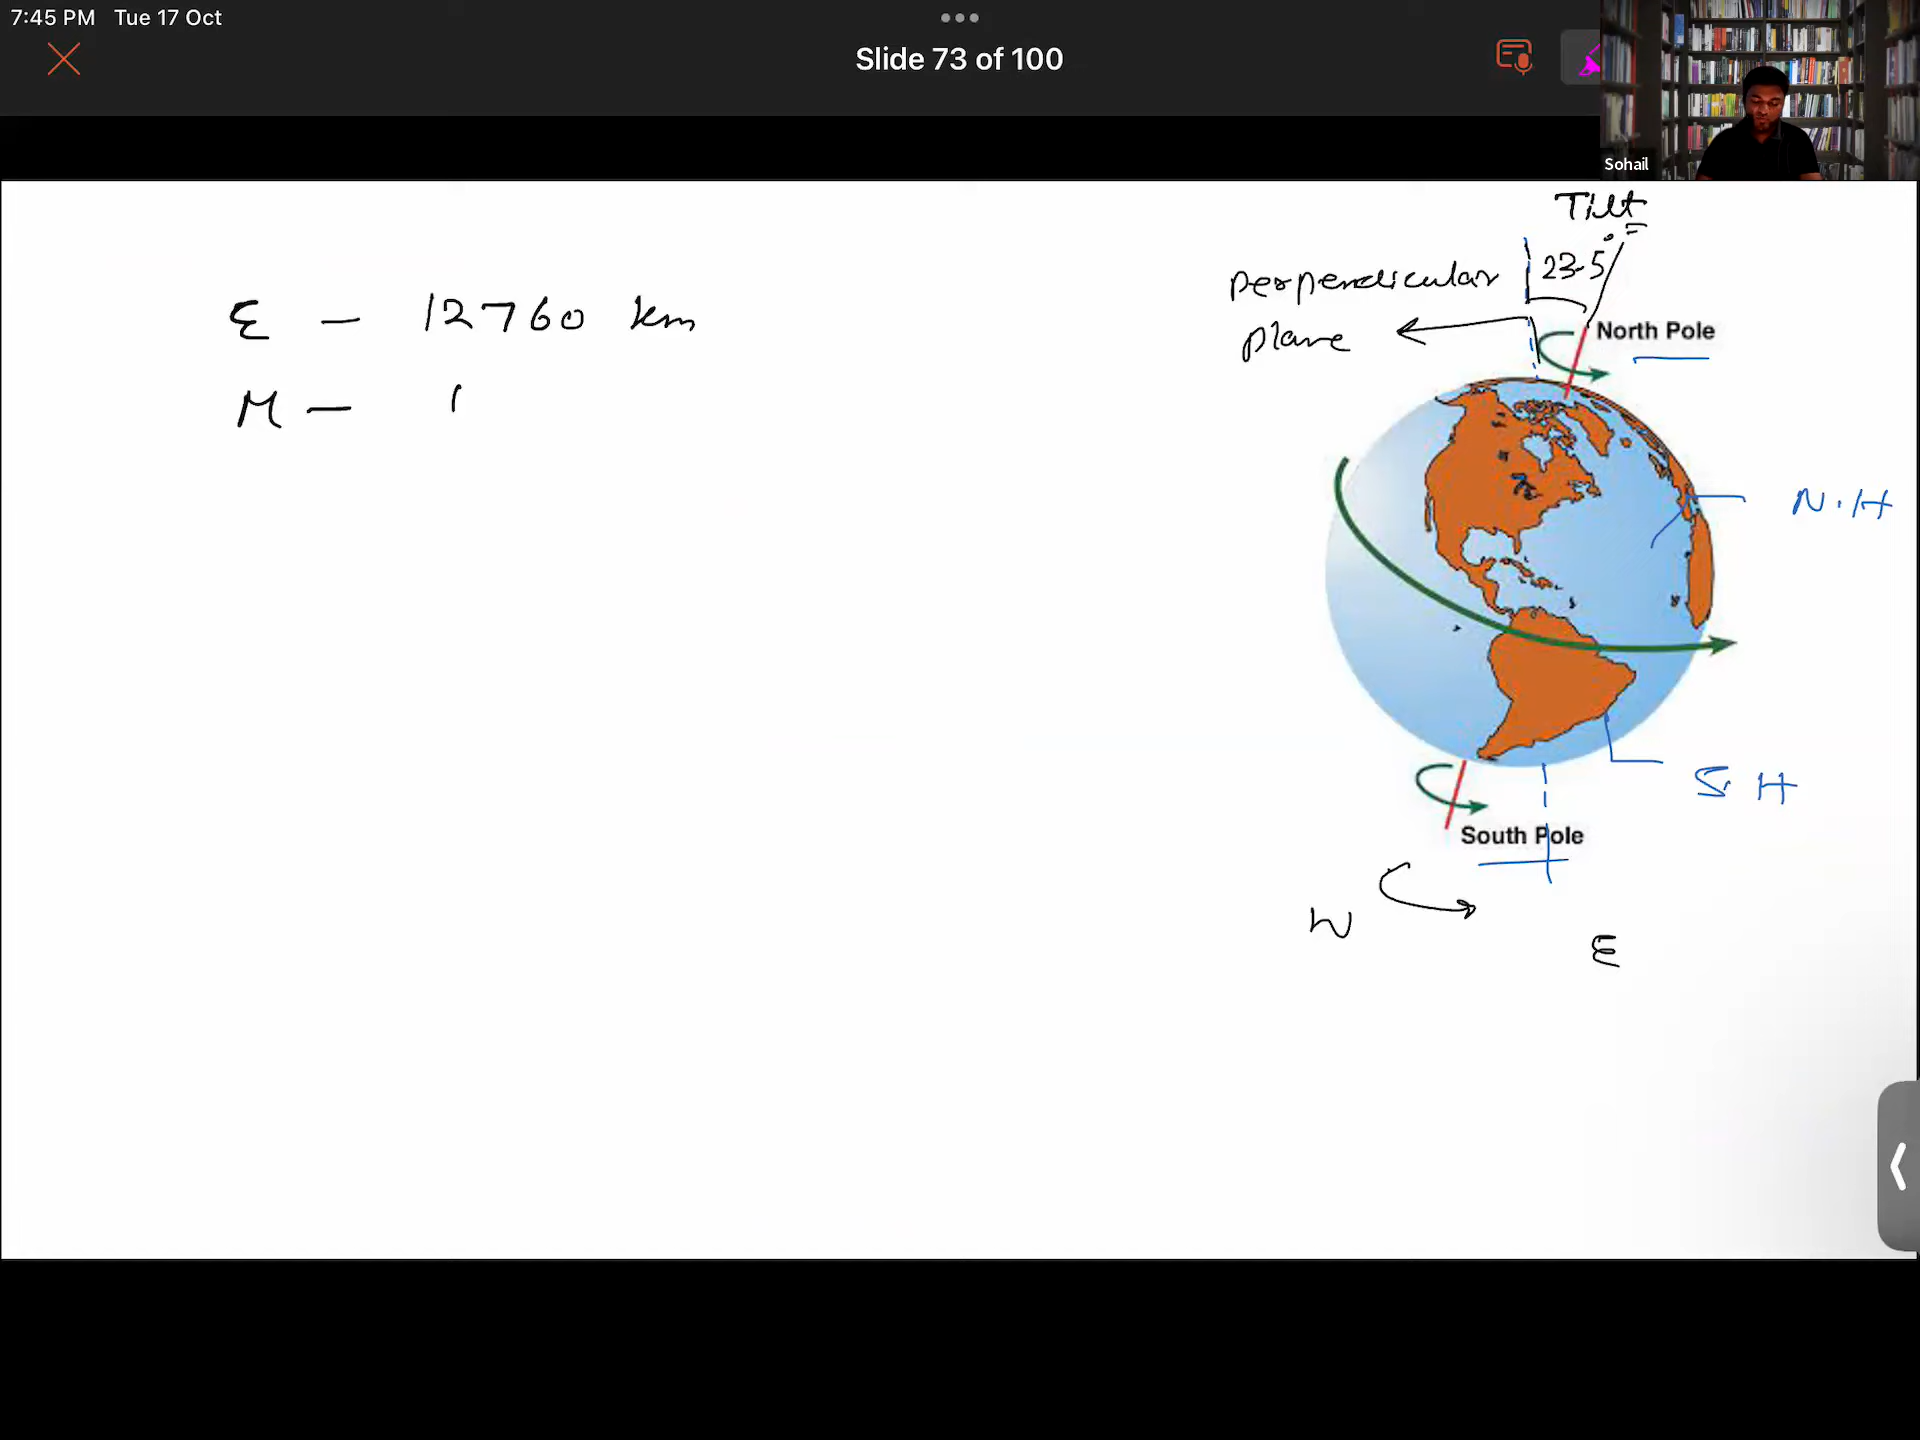 7:45 PM Tue 17 Oct
Slide 73 of 100
Sohail
Tilt
23.5°
perpendicular
plane
North Pole
E – 12760 km
M – 1
N.H
S.H
South Pole
W
E